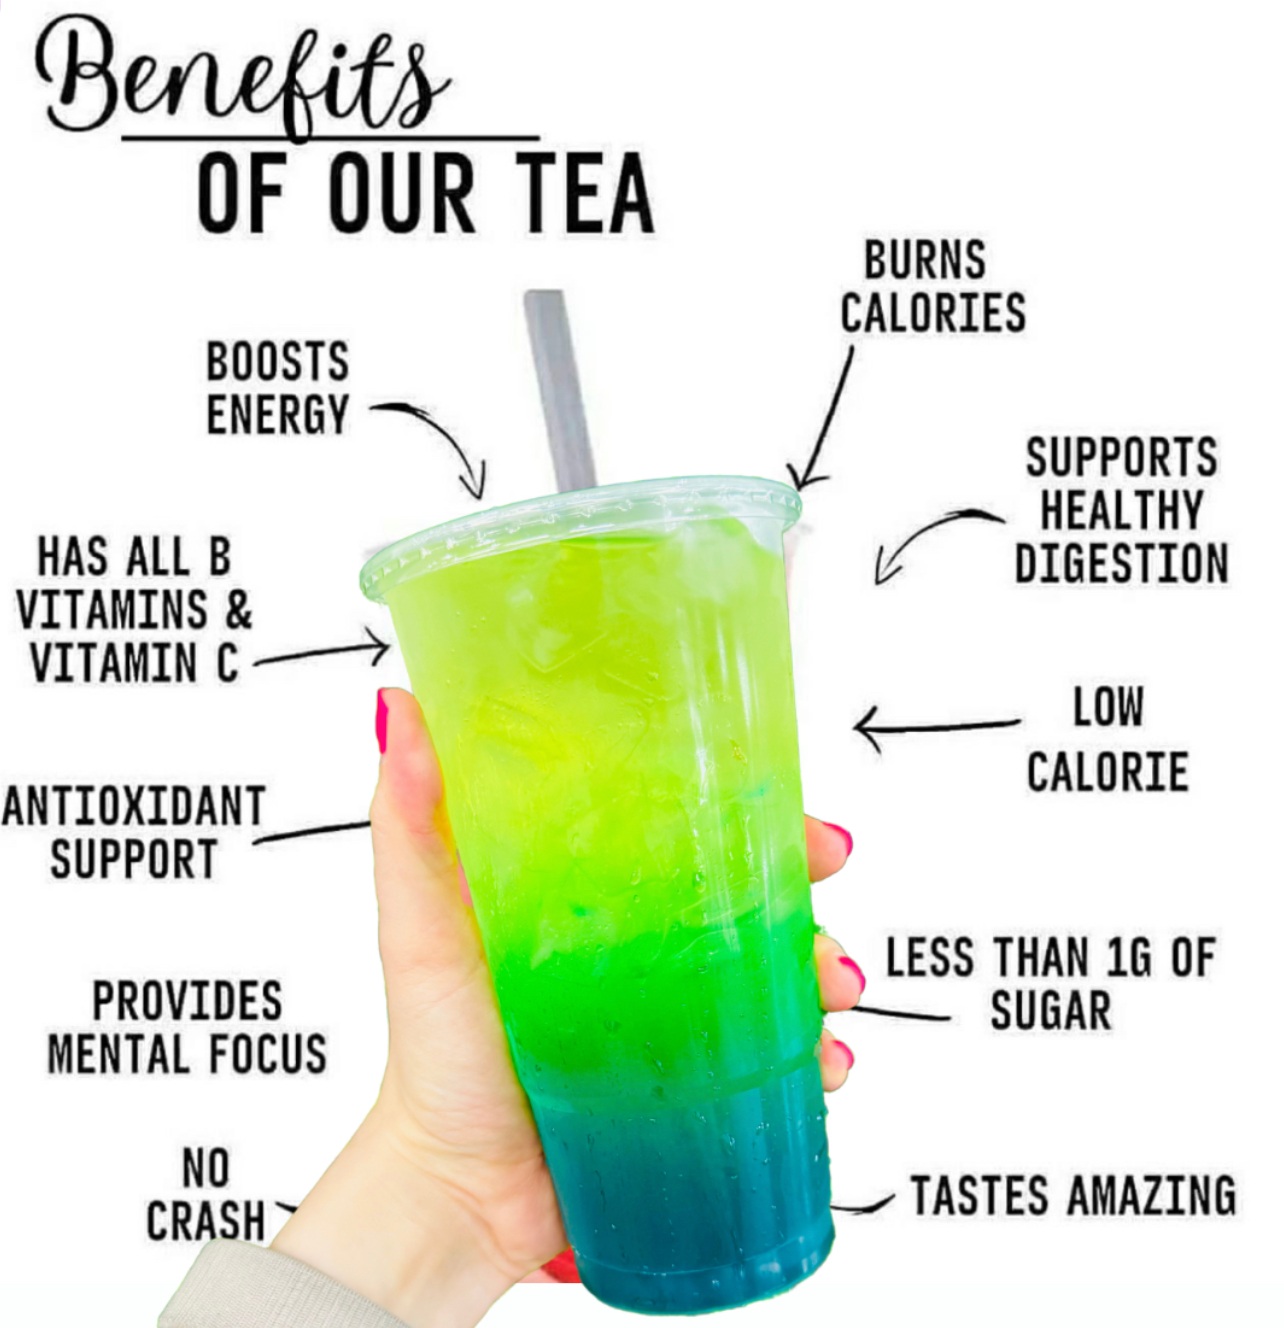 Benefits
OF OUR TEA
BURNS
CALORIES
BOOSTS
ENERGY
SUPPORTS
HEALTHY
DIGESTION
HAS ALL B
VITAMINS &
VITAMIN C
LOW
CALORIE
ANTIOXIDANT
SUPPORT
LESS THAN 1G OF
SUGAR
PROVIDES
MENTAL FOCUS
NO
CRASH
TASTES AMAZING